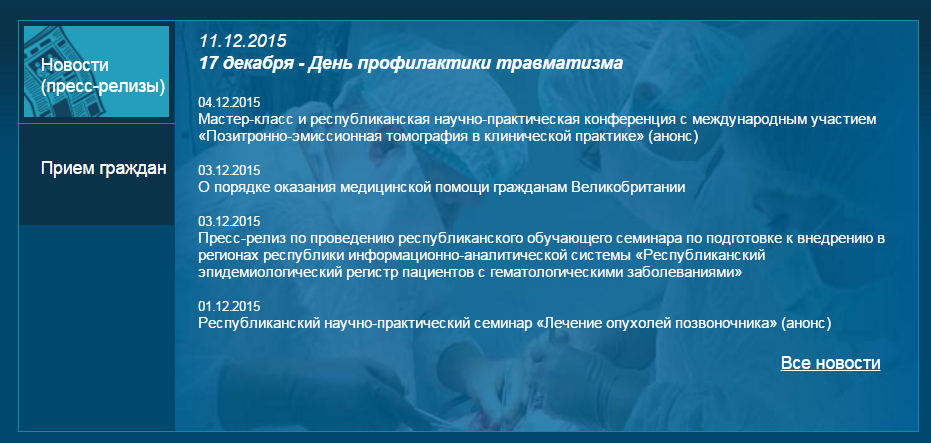 Новости
(пресс-релизы)
Прием граждан
11.12.2015
17 декабря - День профилактики травматизма
04.12.2015
Мастер-класс и республиканская научно-практическая конференция с международным участием
«Позитронно-эмиссионная томография в клинической практике» (анонс)
03.12.2015
О порядке оказания медицинской помощи гражданам Великобритании
03.12.2015
Пресс-релиз по проведению республиканского обучающего семинара по подготовке к внедрению в
регионах республики информационно-аналитической системы «Республиканский
эпидемиологический регистр пациентов с гематологическими заболеваниями»
01.12.2015
Республиканский научно-практический семинар «Лечение опухолей позвоночника» (анонс)
Все новости